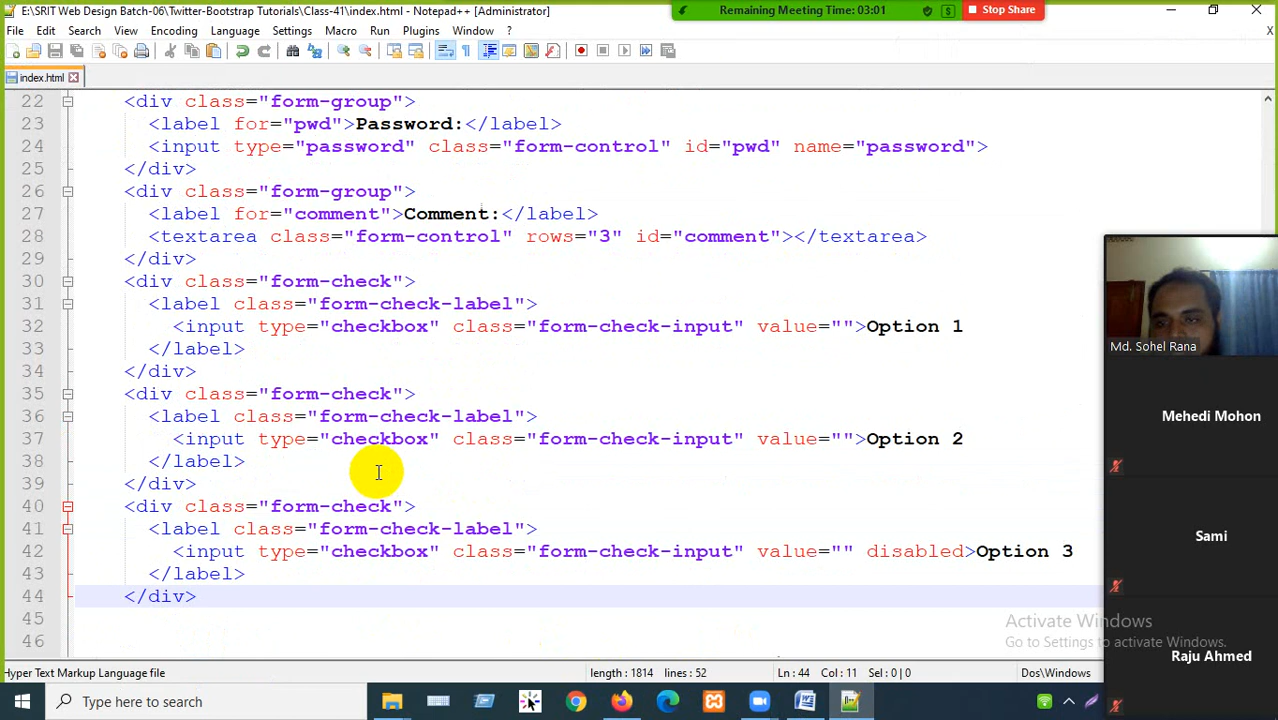 E:\SRIT Web Design Batch-06\Twitter-Bootstrap Tutorials\Class-41\index.html - Notepad++ [Administrator]
Remaining Meeting Time: 03:01
Stop Share
File Edit Search View Encoding Language Settings Macro Run Plugins Window ?
X
index.html
22 <div class="form-group">
23 <label for="pwd">Password:</label>
24 <input type="password" class="form-control" id="pwd" name="password">
25 </div>
26 <div class="form-group">
27 <label for="comment">Comment:</label>
28 <textarea class="form-control" rows="3" id="comment"></textarea>
29 </div>
30 <div class="form-check">
31 <label class="form-check-label">
32 <input type="checkbox" class="form-check-input" value="">Option 1
33 </label>
34 </div>
35 <div class="form-check">
36 <label class="form-check-label">
37 <input type="checkbox" class="form-check-input" value="">Option 2
38 </label>
39 </div>
40 <div class="form-check">
41 <label class="form-check-label">
42 <input type="checkbox" class="form-check-input" value="" disabled>Option 3
43 </label>
44 </div>
45
46
Md. Sohel Rana
Mehedi Mohon
Sami
Raju Ahmed
Activate Windows
Go to Settings to activate Windows.
Hyper Text Markup Language file length : 1814 lines : 52 Ln : 44 Col : 11 Sel : 0 | 0 Dos\Windows
Type here to search